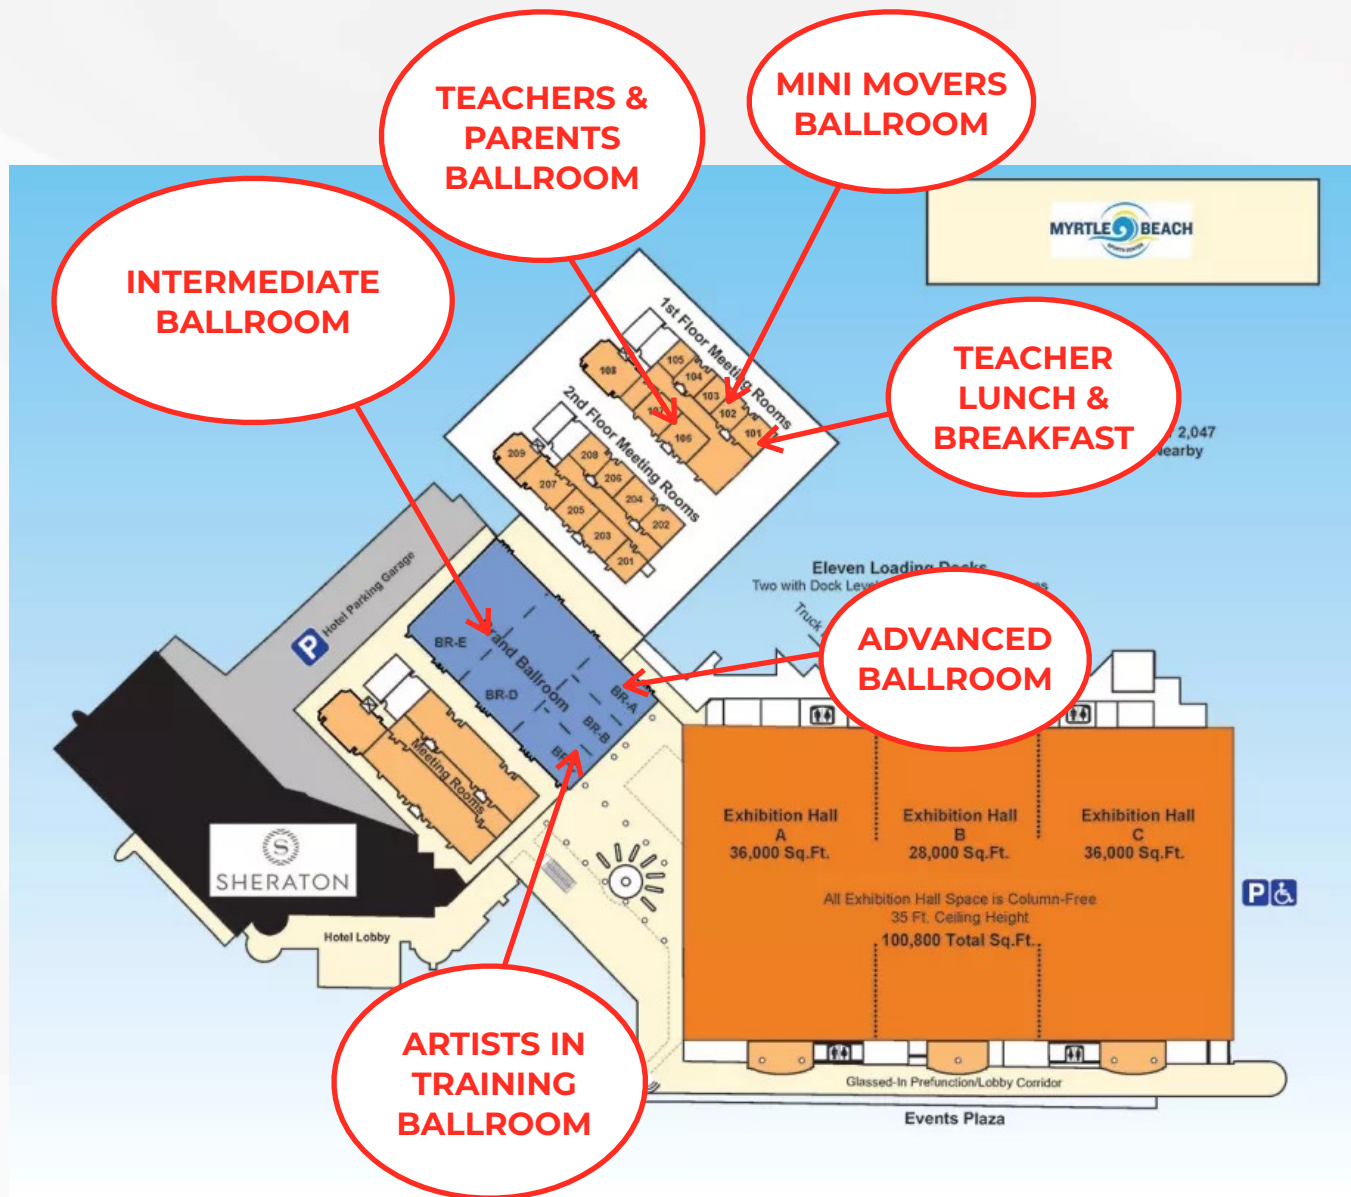 TEACHERS &
PARENTS
BALLROOM
MINI MOVERS
BALLROOM
INTERMEDIATE
BALLROOM
MYRTLE BEACH
SPORTS CENTER
TEACHER
LUNCH &
BREAKFAST
2,047
Nearby
1st Floor Meeting Rooms
105
104
103
102
101
108
107
106
2nd Floor Meeting Rooms
209
208
207
206
205
204
203
202
201
P
Hotel Parking Garage
Eleven Loading Docks
Two with Dock
Truck
ADVANCED
BALLROOM
Grand Ballroom
BR-E
BR-D
BR-A
BR-B
Meeting Rooms
S
SHERATON
Hotel Lobby
Exhibition Hall
A
36,000 Sq.Ft.
Exhibition Hall
B
28,000 Sq.Ft.
Exhibition Hall
C
36,000 Sq.Ft.
All Exhibition Hall Space is Column-Free
35 Ft. Ceiling Height
100,800 Total Sq.Ft.
P
ARTISTS IN
TRAINING
BALLROOM
Glassed-In Prefunction/Lobby Corridor
Events Plaza